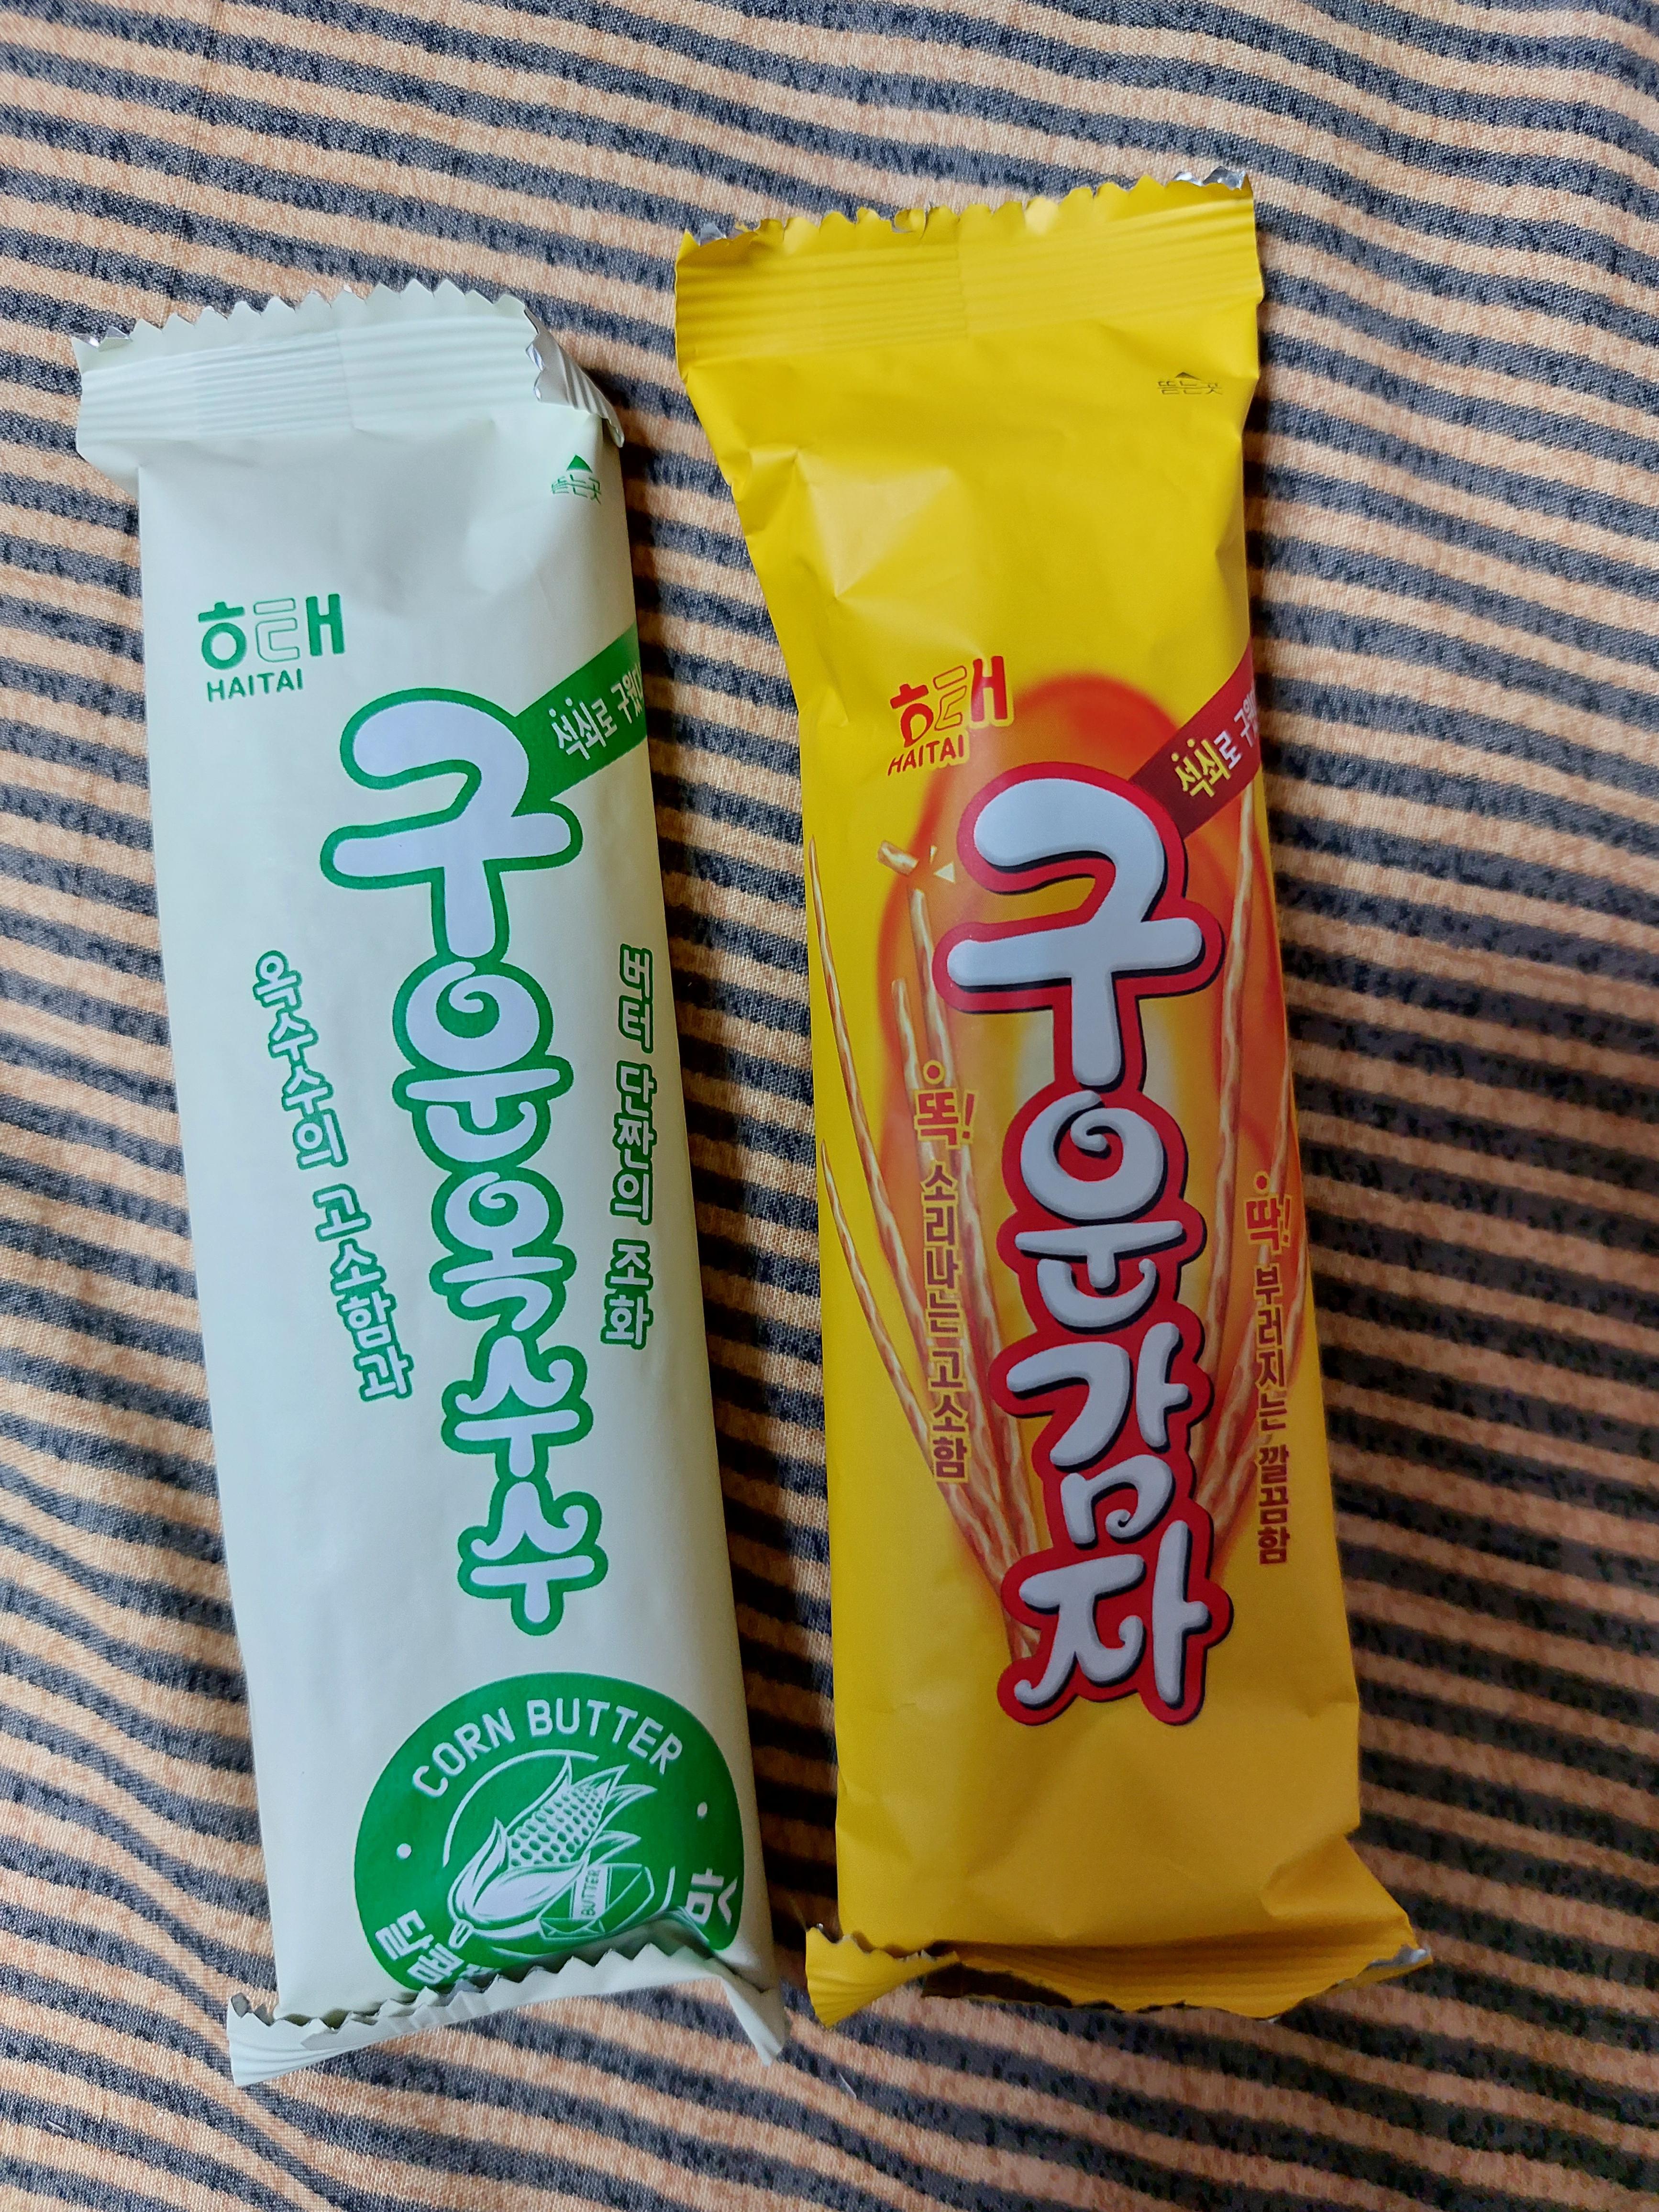 뜯는곳
해태
HAITAI
석쇠로 구웠다
구운옥수수
옥수수의 고소함과
버터 단짠의 조화
CORN BUTTER
BUTTER
달콤
뜯는곳
해태
HAITAI
석쇠로
구운감자
똑! 소리나는 고소함
딱! 부러지는 깔끔함